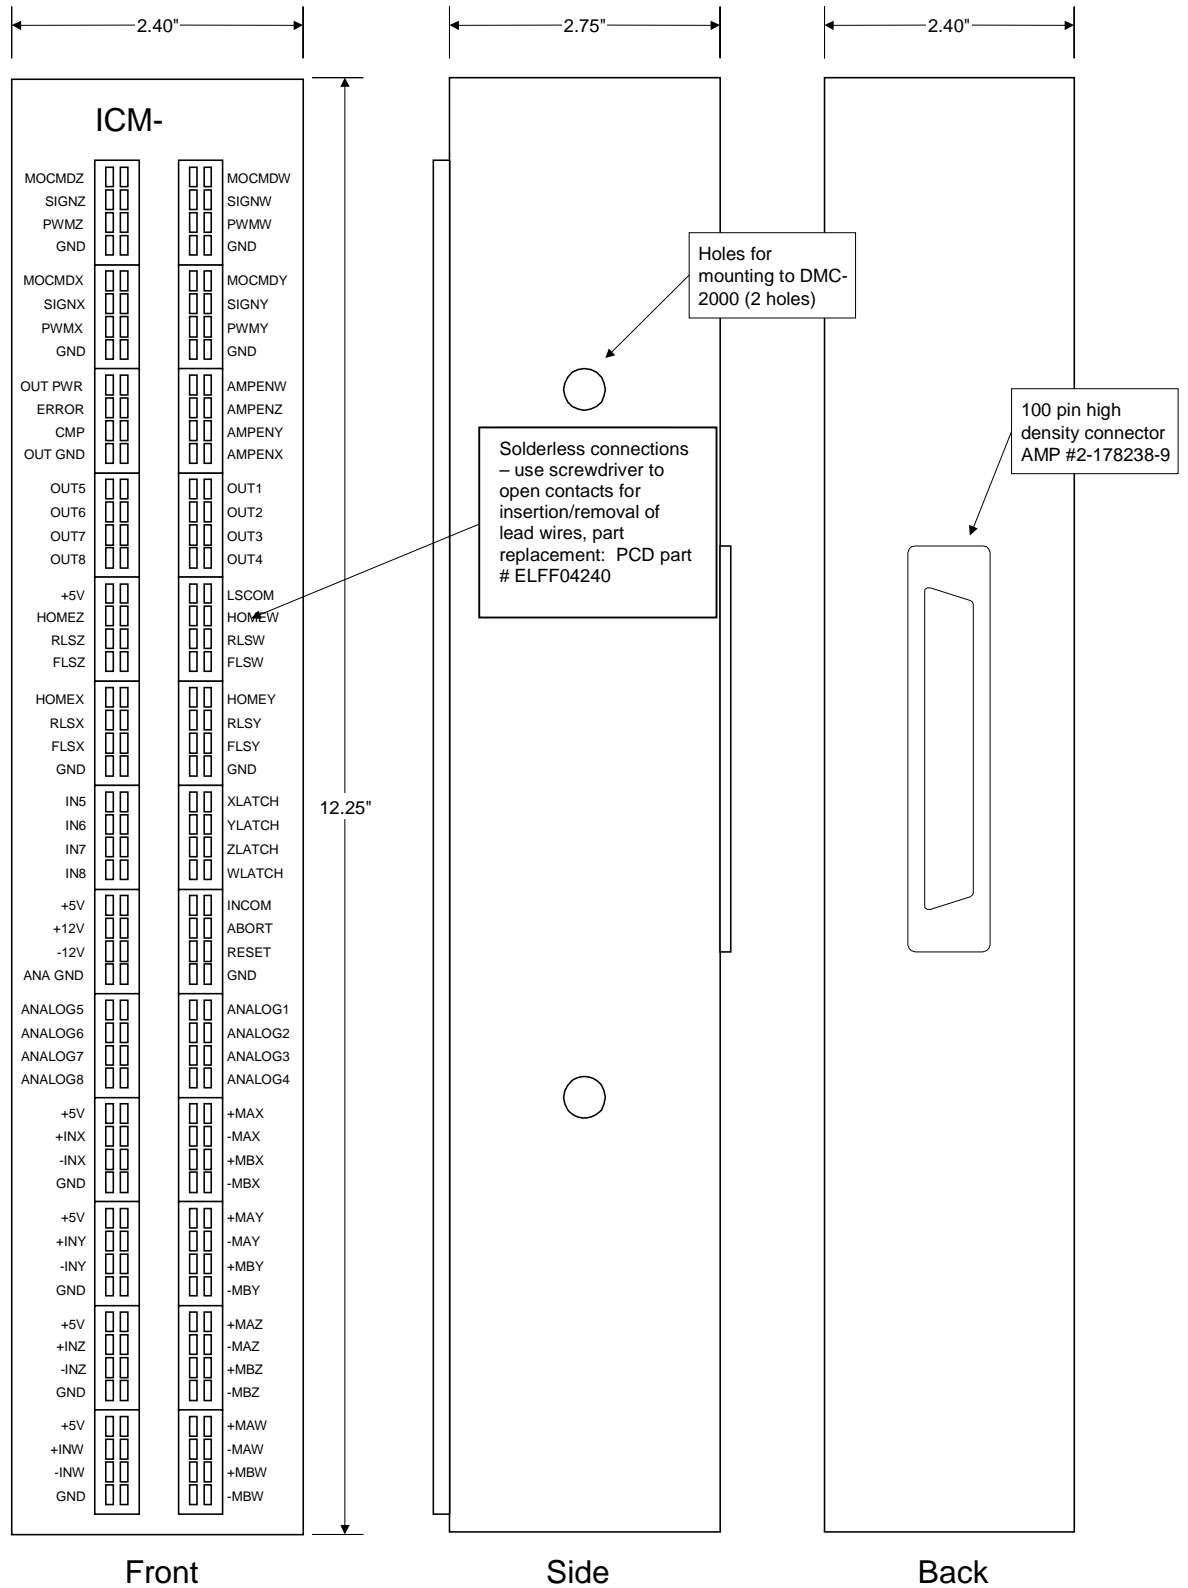 2.40"
2.75"
2.40"
ICM-
MOCMDZ MOCMDW
SIGNZ SIGNW
PWMZ PWMW
GND GND
MOCMDX MOCMDY
SIGNX SIGNY
PWMX PWMY
GND GND
OUT PWR AMPENW
ERROR AMPENZ
CMP AMPENY
OUT GND AMPENX
OUT5 OUT1
OUT6 OUT2
OUT7 OUT3
OUT8 OUT4
+5V LSCOM
HOMEZ HOMEW
RLSZ RLSW
FLSZ FLSW
HOMEX HOMEY
RLSX RLSY
FLSX FLSY
GND GND
IN5 XLATCH
IN6 YLATCH
IN7 ZLATCH
IN8 WLATCH
+5V INCOM
+12V ABORT
-12V RESET
ANA GND GND
ANALOG5 ANALOG1
ANALOG6 ANALOG2
ANALOG7 ANALOG3
ANALOG8 ANALOG4
+5V +MAX
+INX -MAX
-INX +MBX
GND -MBX
+5V +MAY
+INY -MAY
-INY +MBY
GND -MBY
+5V +MAZ
+INZ -MAZ
-INZ +MBZ
GND -MBZ
+5V +MAW
+INW -MAW
-INW +MBW
GND -MBW
12.25"
Holes for
mounting to DMC-
2000 (2 holes)
Solderless connections
– use screwdriver to
open contacts for
insertion/removal of
lead wires, part
replacement: PCD part
# ELFF04240
100 pin high
density connector
AMP #2-178238-9
Front
Side
Back